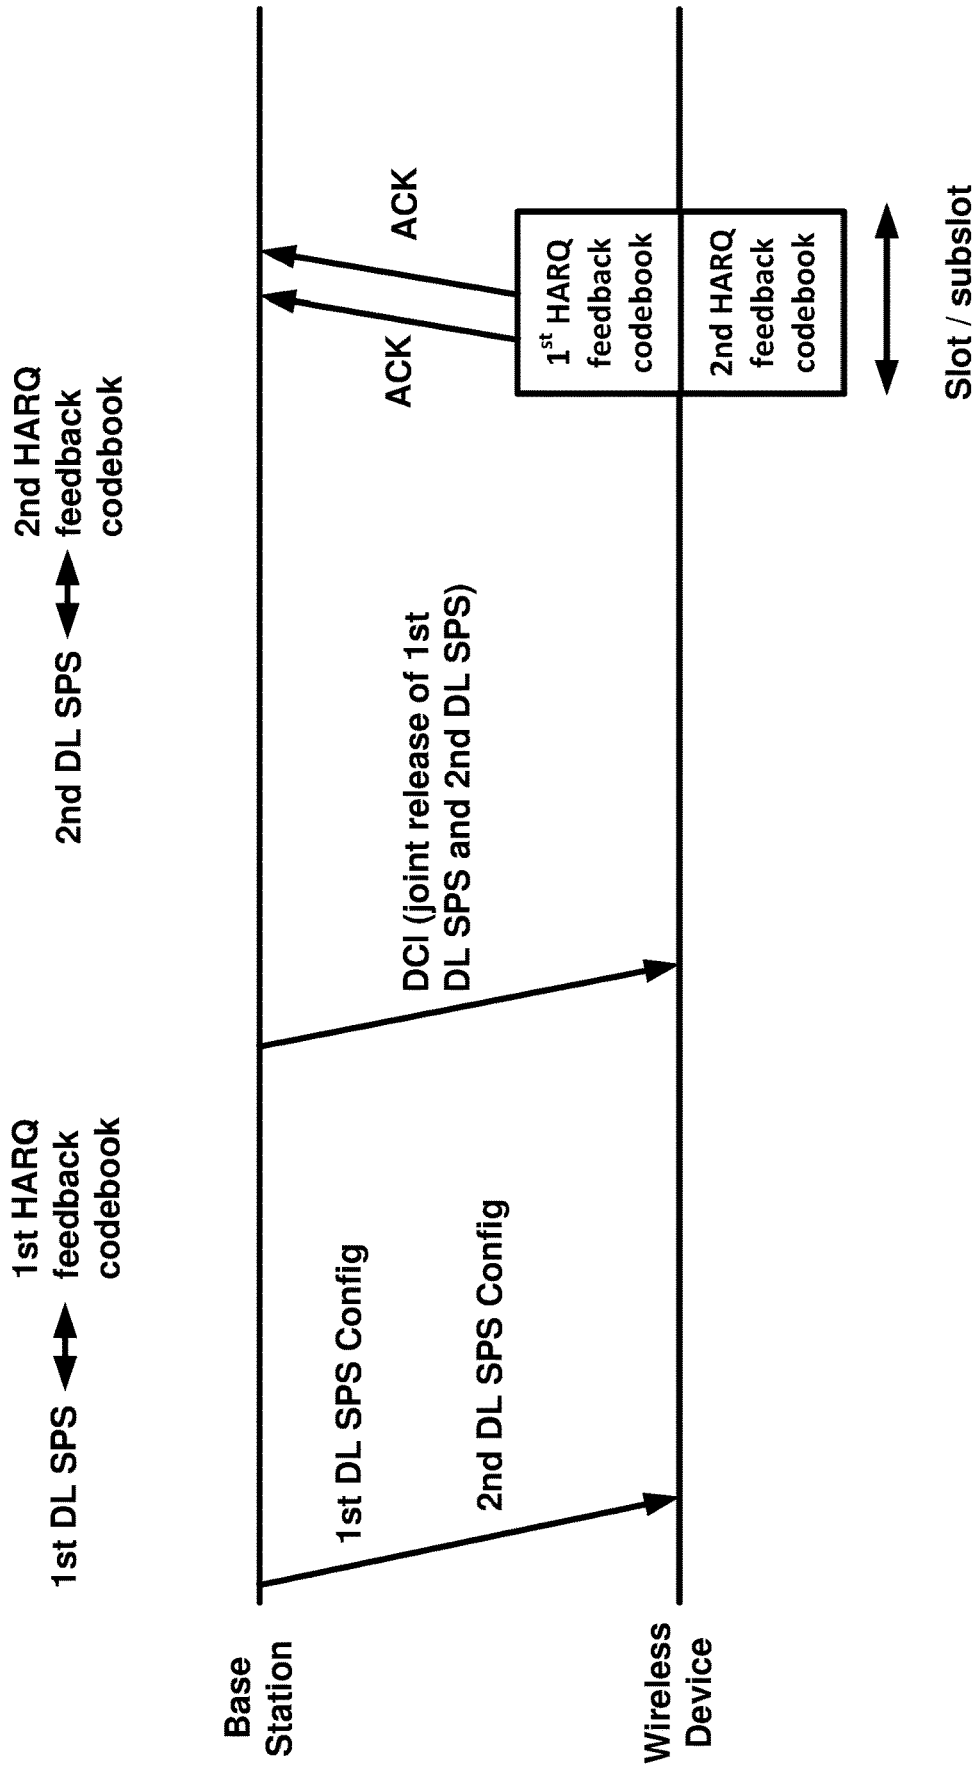 1st DL SPS
1st HARQ
feedback
codebook
2nd DL SPS
2nd HARQ
feedback
codebook
Base
Station
1st DL SPS Config
2nd DL SPS Config
DCI (joint release of 1st
DL SPS and 2nd DL SPS)
ACK
ACK
1st HARQ
feedback
codebook
2nd HARQ
feedback
codebook
Wireless
Device
Slot / subslot